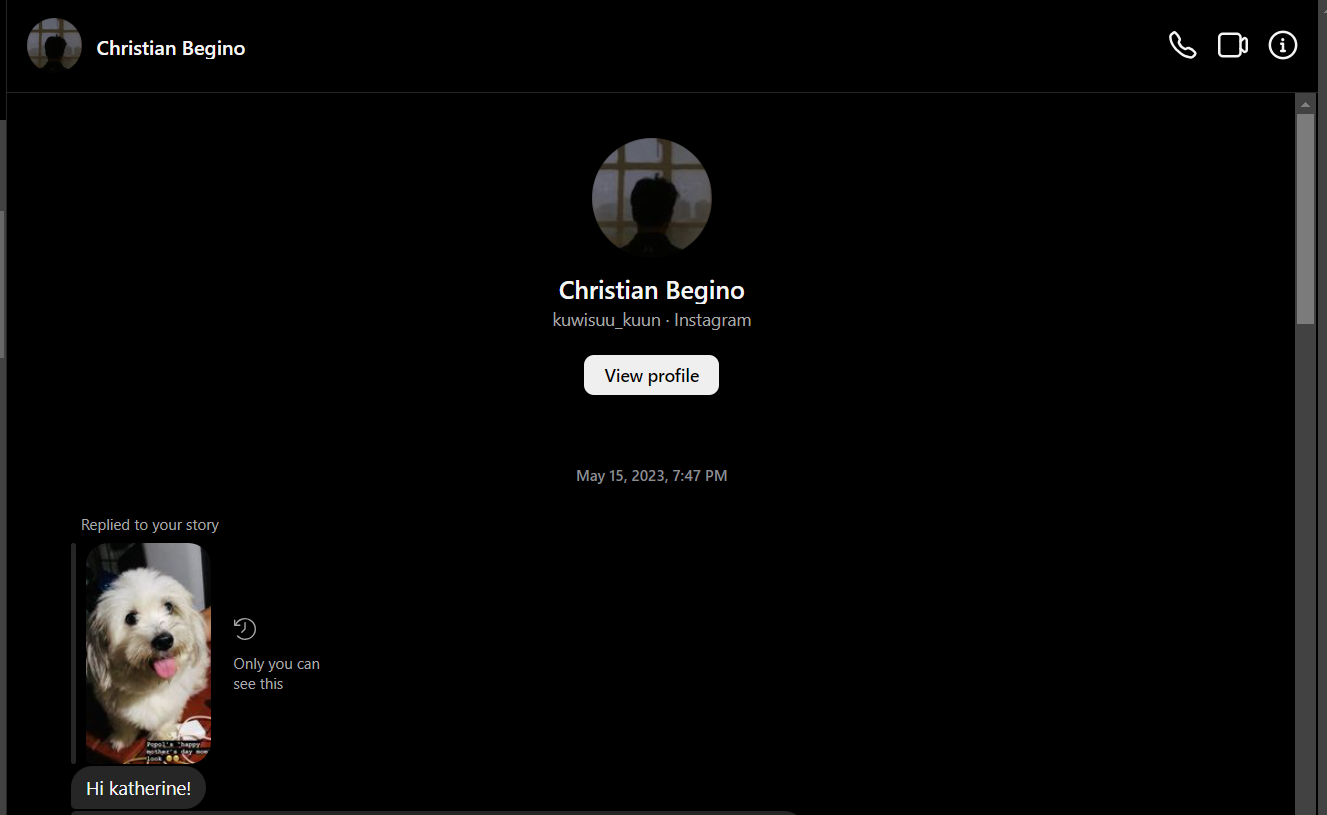 Christian Begino
Christian Begino
kuwisuu_kuun · Instagram
View profile
May 15, 2023, 7:47 PM
Replied to your story
Only you can
see this
Popol's "happy
mother's day mom
look
Hi katherine!